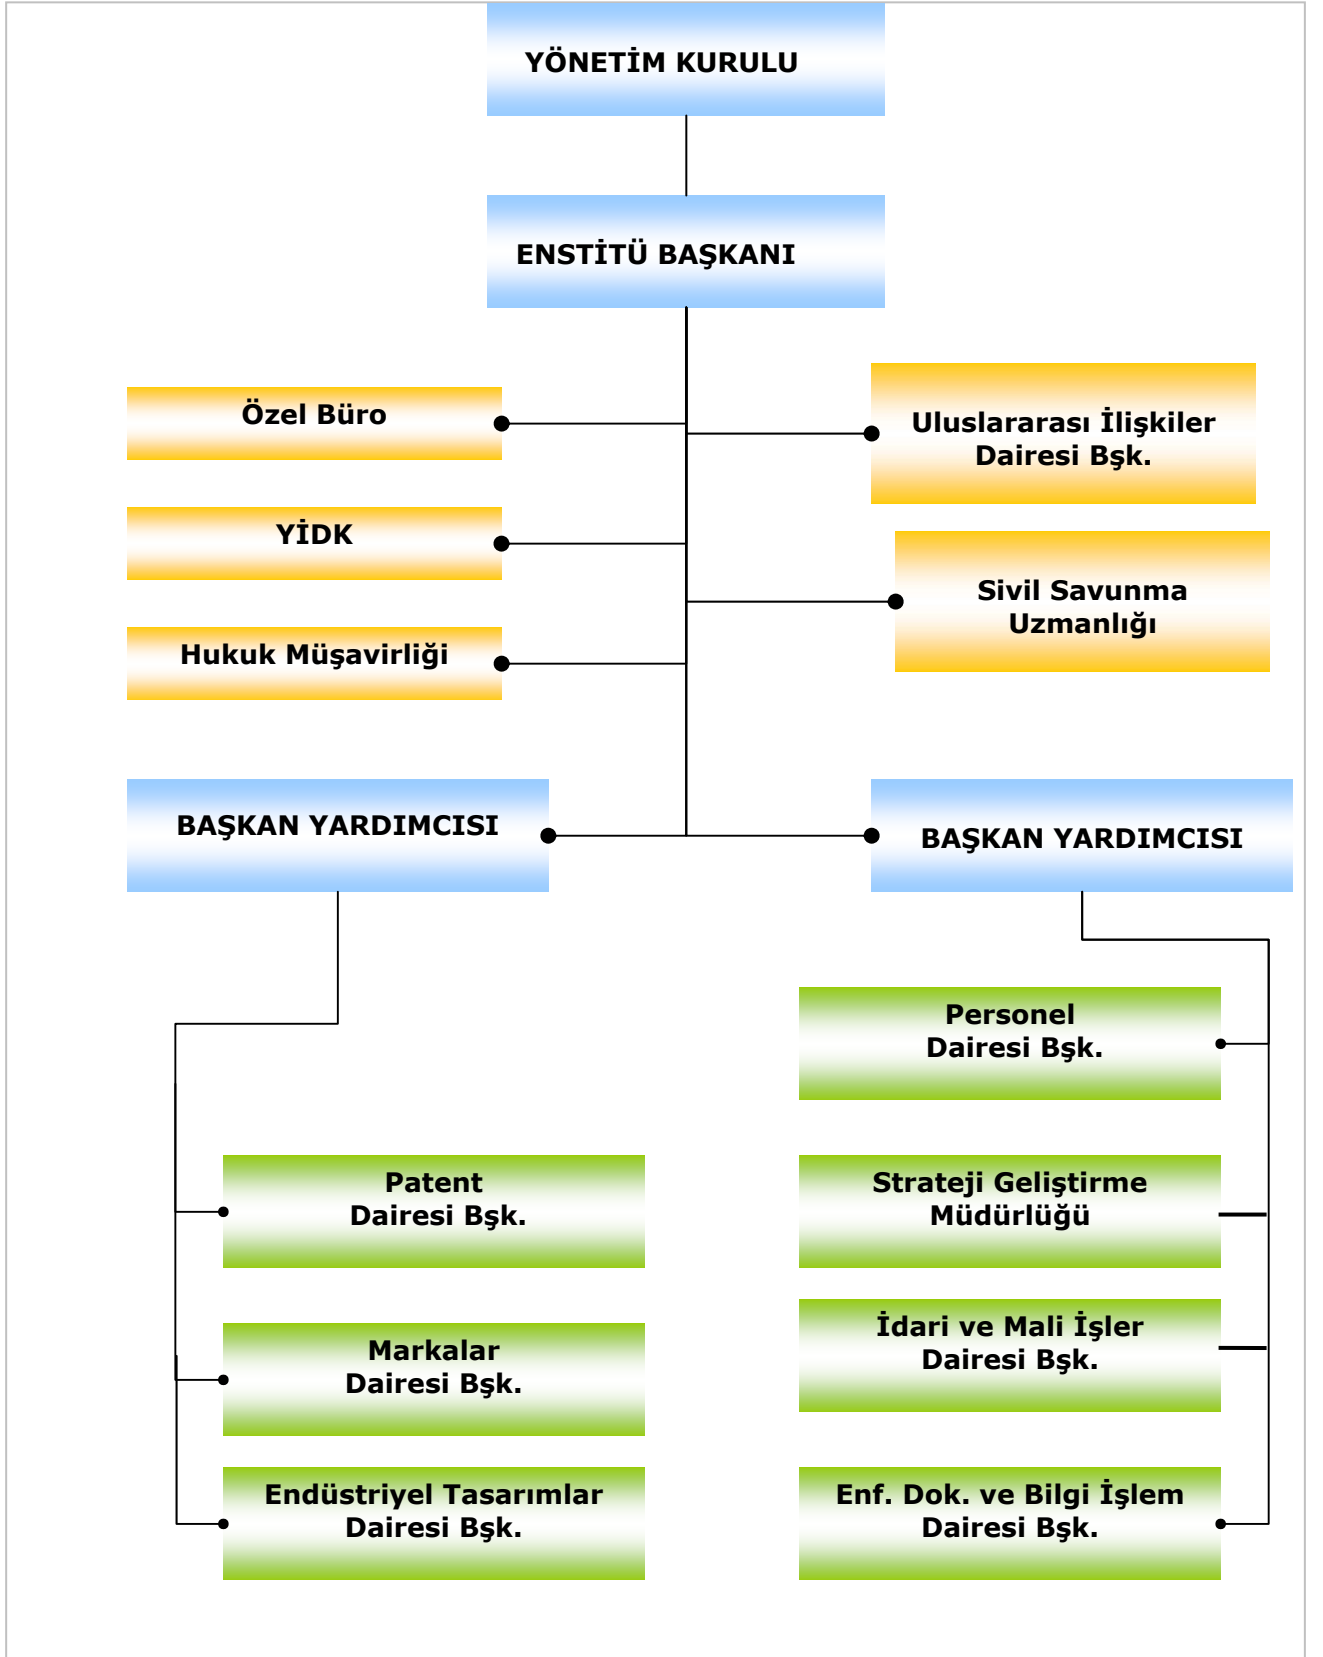 YÖNETİM KURULU
ENSTİTÜ BAŞKANI
Özel Büro
Uluslararası İlişkiler
Dairesi Bşk.
YİDK
Sivil Savunma
Uzmanlığı
Hukuk Müşavirliği
BAŞKAN YARDIMCISI
BAŞKAN YARDIMCISI
Personel
Dairesi Bşk.
Patent
Dairesi Bşk.
Strateji Geliştirme
Müdürlüğü
Markalar
Dairesi Bşk.
İdari ve Mali İşler
Dairesi Bşk.
Endüstriyel Tasarımlar
Dairesi Bşk.
Enf. Dok. ve Bilgi İşlem
Dairesi Bşk.